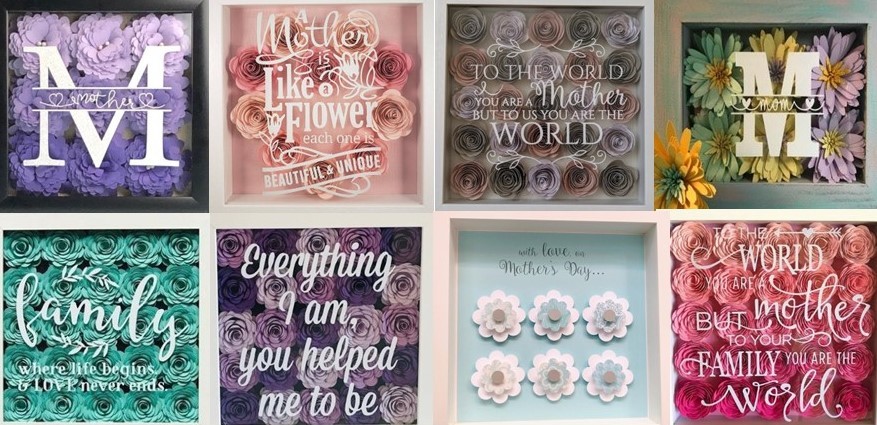 M
mother
A
Mother
IS
Like a
Flower
each one is
BEAUTIFUL & UNIQUE
TO THE WORLD
YOU ARE A Mother
BUT TO US YOU ARE THE
WORLD
M
mom
family
where life begins
& LOVE never ends.
Everything
I am,
you helped
me to be
with love on
Mother's Day...
TO THE
WORLD
YOU ARE A
mother
BUT TO YOUR
FAMILY YOU ARE THE
World